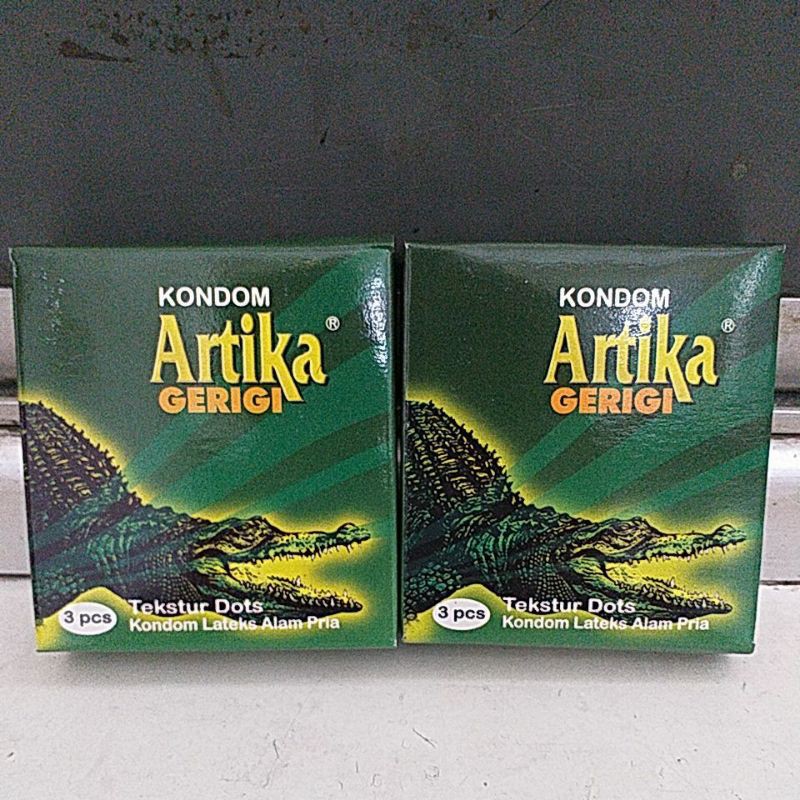 KONDOM
Artika®
GERIGI
3 pcs
Tekstur Dots
Kondom Lateks Alam Pria
KONDOM
Artika®
GERIGI
3 pcs
Tekstur Dots
Kondom Lateks Alam Pria